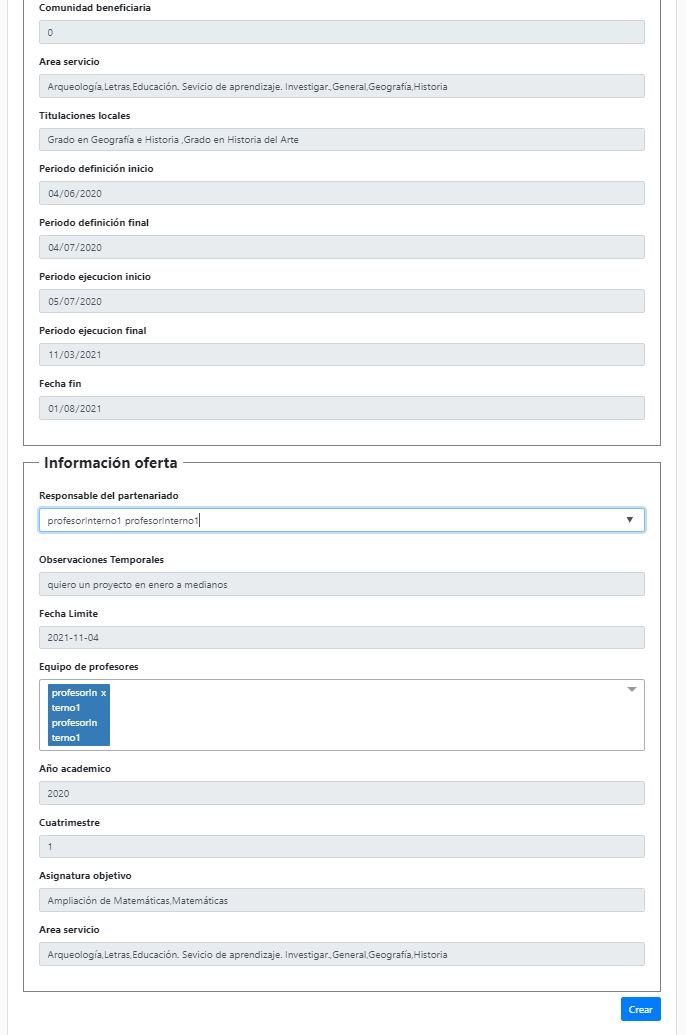 Comunidad beneficiaria
0
Area servicio
Arqueología,Letras,Educación. Sevicio de aprendizaje. Investigar.,General,Geografía,Historia
Titulaciones locales
Grado en Geografía e Historia ,Grado en Historia del Arte
Periodo definición inicio
04/06/2020
Periodo definición final
04/07/2020
Periodo ejecucion inicio
05/07/2020
Periodo ejecucion final
11/03/2021
Fecha fin
01/08/2021
Información oferta
Responsable del partenariado
profesorInterno1 profesorInterno1
Observaciones Temporales
quiero un proyecto en enero a medianos
Fecha Limite
2021-11-04
Equipo de profesores
profesorIn x
terno1
profesorIn
terno1
Año academico
2020
Cuatrimestre
1
Asignatura objetivo
Ampliación de Matemáticas,Matemáticas
Area servicio
Arqueología,Letras,Educación. Sevicio de aprendizaje. Investigar.,General,Geografía,Historia
Crear